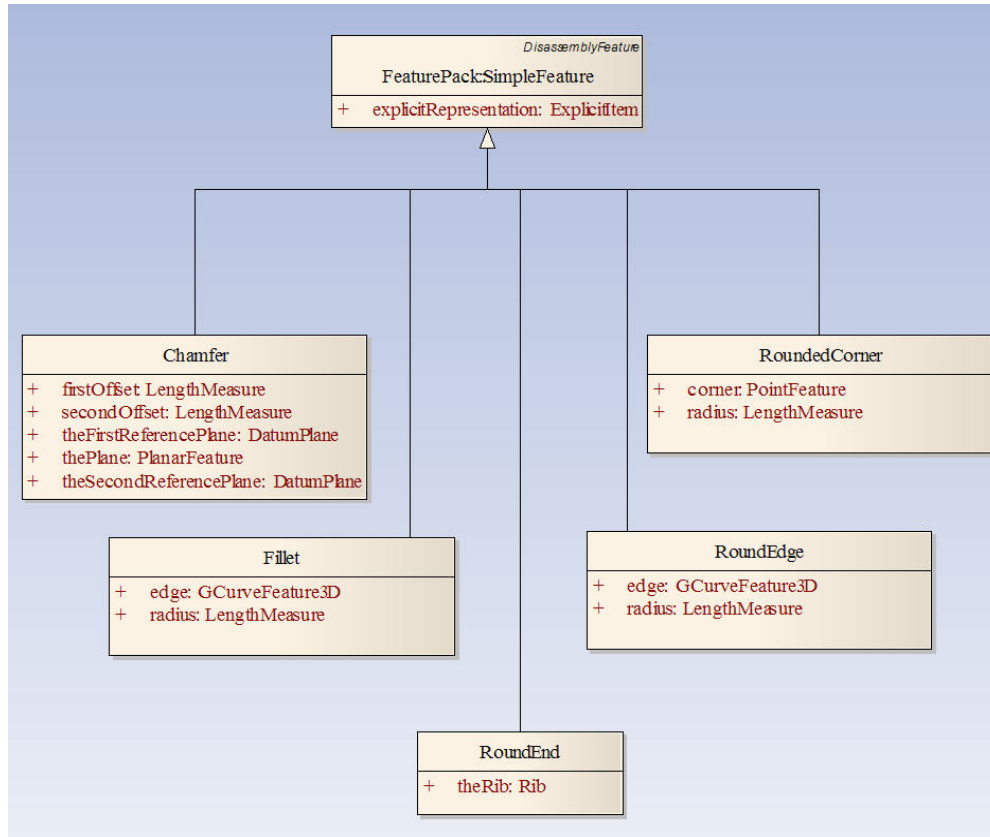 DisassemblyFeature
FeaturePack:SimpleFeature
+ explicitRepresentation: ExplicitItem
Chamfer
+ firstOffset: LengthMeasure
+ secondOffset: LengthMeasure
+ theFirstReferencePlane: DatumPlane
+ thePlane: PlanarFeature
+ theSecondReferencePlane: DatumPlane
RoundedCorner
+ corner: PointFeature
+ radius: LengthMeasure
Fillet
+ edge: GCurveFeature3D
+ radius: LengthMeasure
RoundEdge
+ edge: GCurveFeature3D
+ radius: LengthMeasure
RoundEnd
+ theRib: Rib